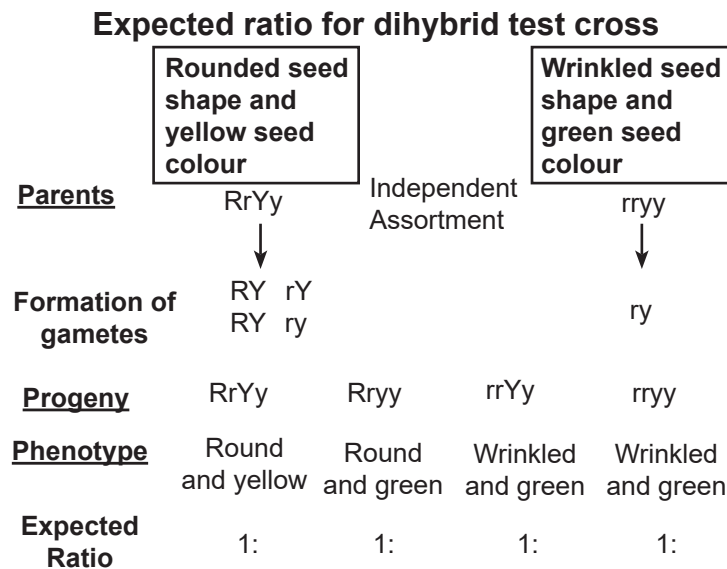 Expected ratio for dihybrid test cross
Rounded seed
shape and
yellow seed
colour
Wrinkled seed
shape and
green seed
colour
Parents
RrYy
Independent
Assortment
rryy
Formation of
gametes
RY rY
RY ry
ry
Progeny
RrYy
Rryy
rrYy
rryy
Phenotype
Round
and yellow
Round
and green
Wrinkled
and green
Wrinkled
and green
Expected
Ratio
1:
1:
1:
1: